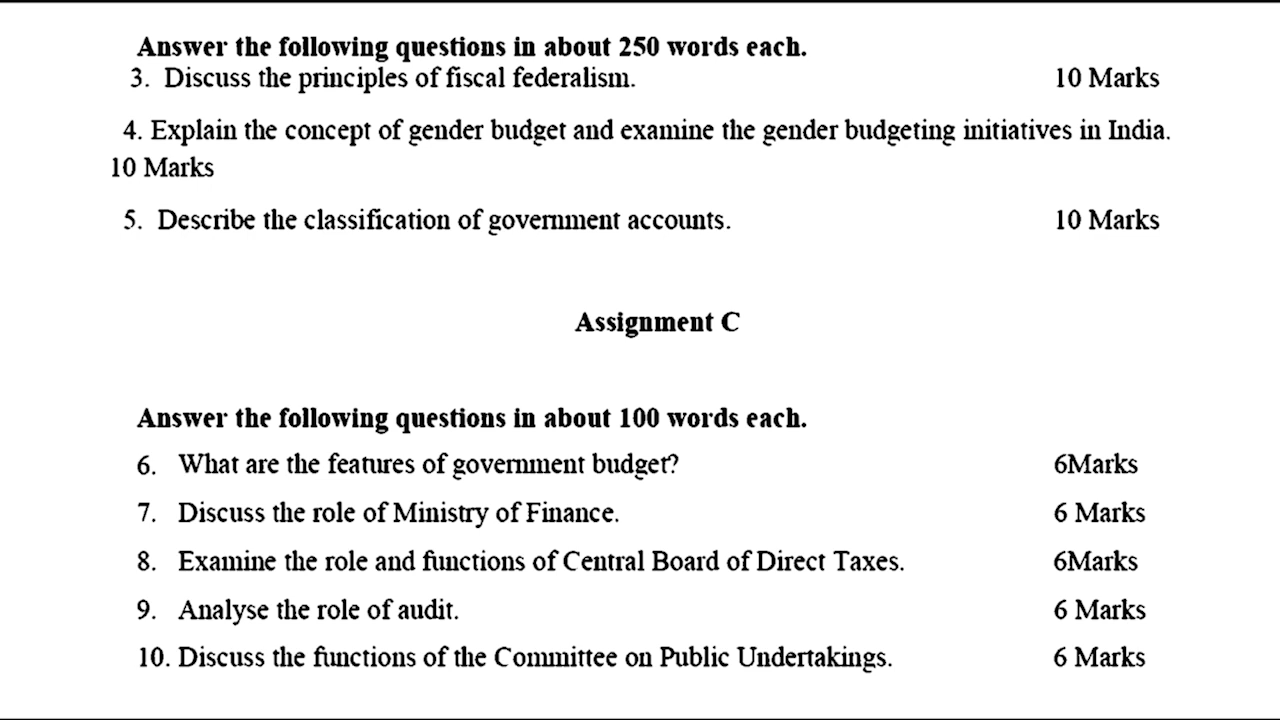 Answer the following questions in about 250 words each.
3. Discuss the principles of fiscal federalism. 10 Marks
4. Explain the concept of gender budget and examine the gender budgeting initiatives in India.
10 Marks
5. Describe the classification of government accounts. 10 Marks
Assignment C
Answer the following questions in about 100 words each.
6. What are the features of government budget? 6Marks
7. Discuss the role of Ministry of Finance. 6 Marks
8. Examine the role and functions of Central Board of Direct Taxes. 6Marks
9. Analyse the role of audit. 6 Marks
10. Discuss the functions of the Committee on Public Undertakings. 6 Marks